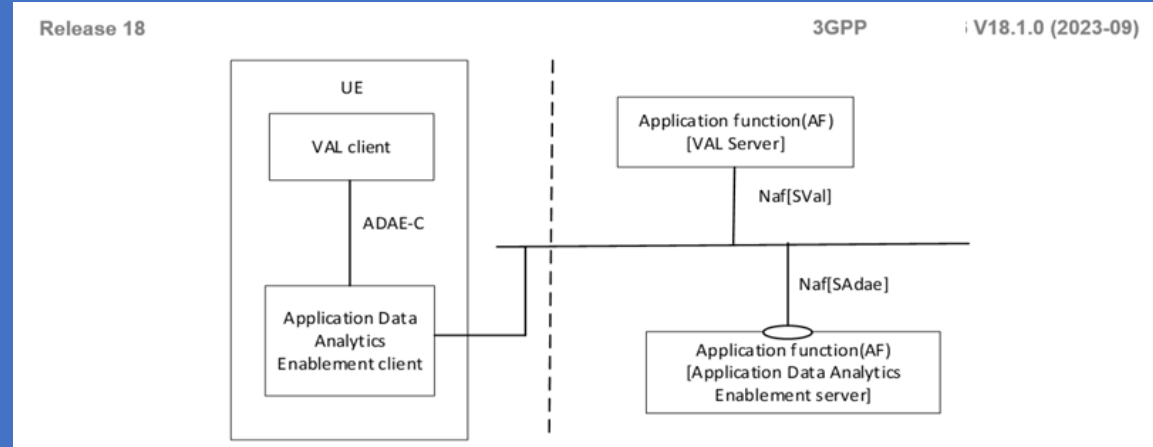 Release 18
3GPP
V18.1.0 (2023-09)
UE
VAL client
ADAE-C
Application Data
Analytics
Enablement client
Application function(AF)
[VAL Server]
Naf[SVal]
Naf[SAdae]
Application function(AF)
[Application Data Analytics
Enablement server]